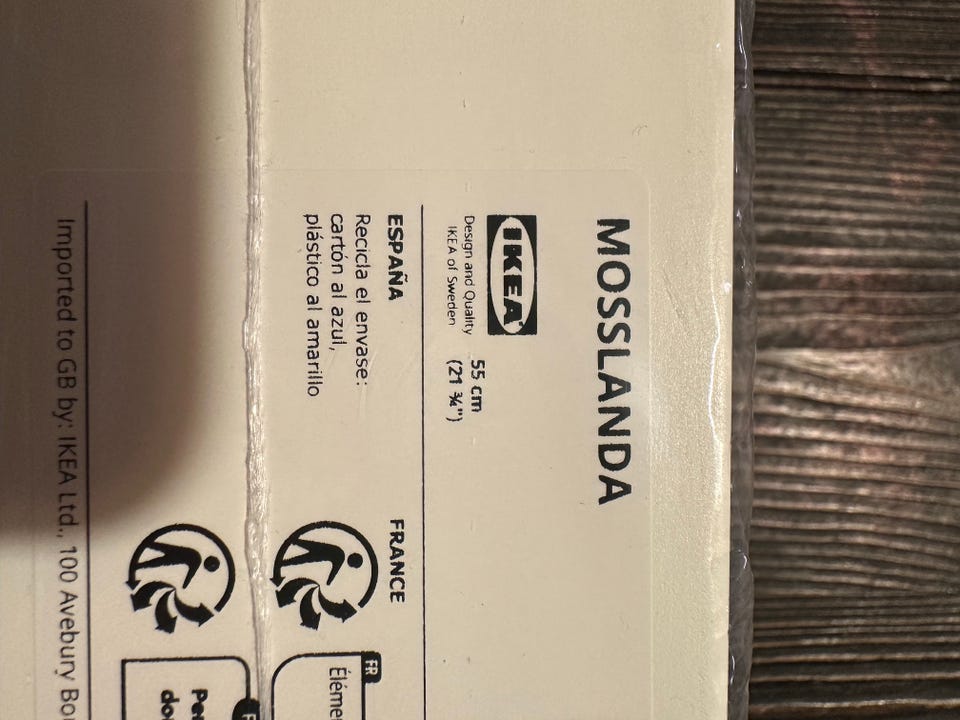 MOSSLANDA
IKEA
Design and Quality
IKEA of Sweden
55 cm
(21 ¾")
ESPAÑA
Recicla el envase:
cartón al azul,
plástico al amarillo
FRANCE
FR
Imported to GB by: IKEA Ltd., 100 Avebury